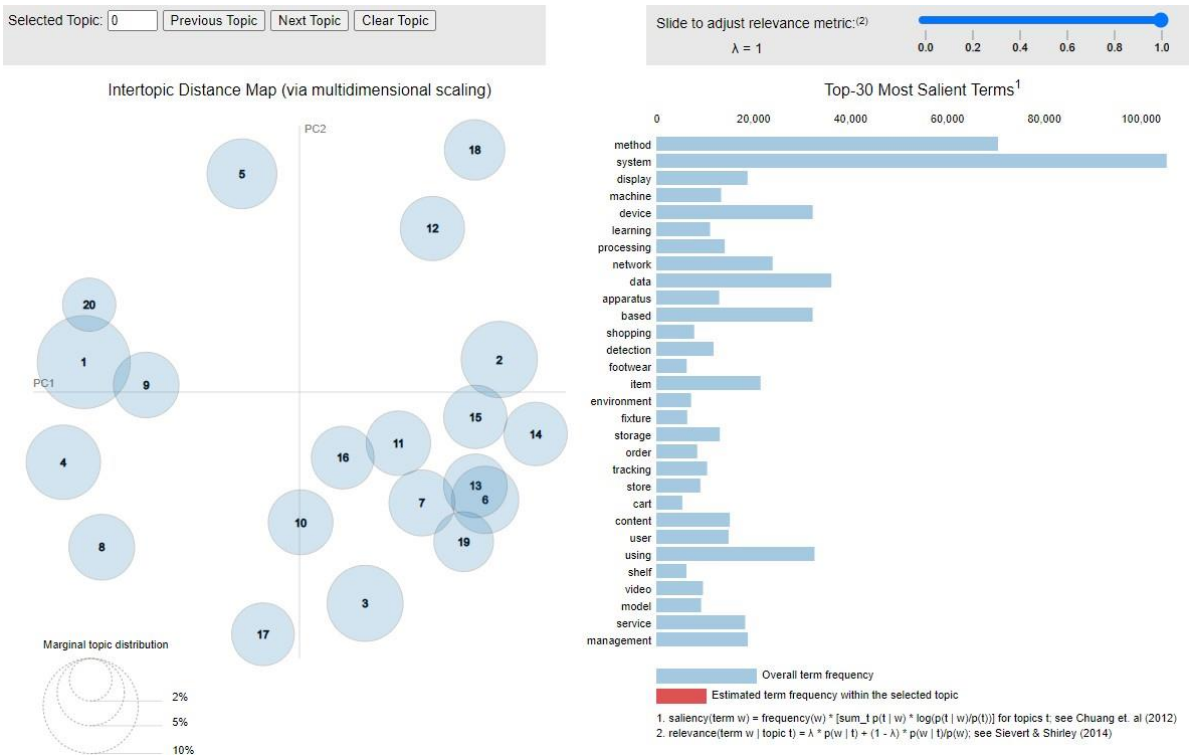 Selected Topic: 0 Previous Topic Next Topic Clear Topic
Slide to adjust relevance metric:(2)
λ = 1
0.0 0.2 0.4 0.6 0.8 1.0
Intertopic Distance Map (via multidimensional scaling)
PC2
PC1
5
18
12
20
1
9
2
15
14
4
11
16
13
6
7
10
19
8
3
17
Marginal topic distribution
2%
5%
10%
Top-30 Most Salient Terms1
0 20,000 40,000 60,000 80,000 100,000
method
system
display
machine
device
learning
processing
network
data
apparatus
based
shopping
detection
footwear
item
environment
fixture
storage
order
tracking
store
cart
content
user
using
shelf
video
model
service
management
Overall term frequency
Estimated term frequency within the selected topic
1. saliency(term w) = frequency(w) * [sum_t p(t | w) * log(p(t | w)/p(t))] for topics t; see Chuang et. al (2012)
2. relevance(term w | topic t) = λ * p(w | t) + (1 - λ) * p(w | t)/p(w); see Sievert & Shirley (2014)